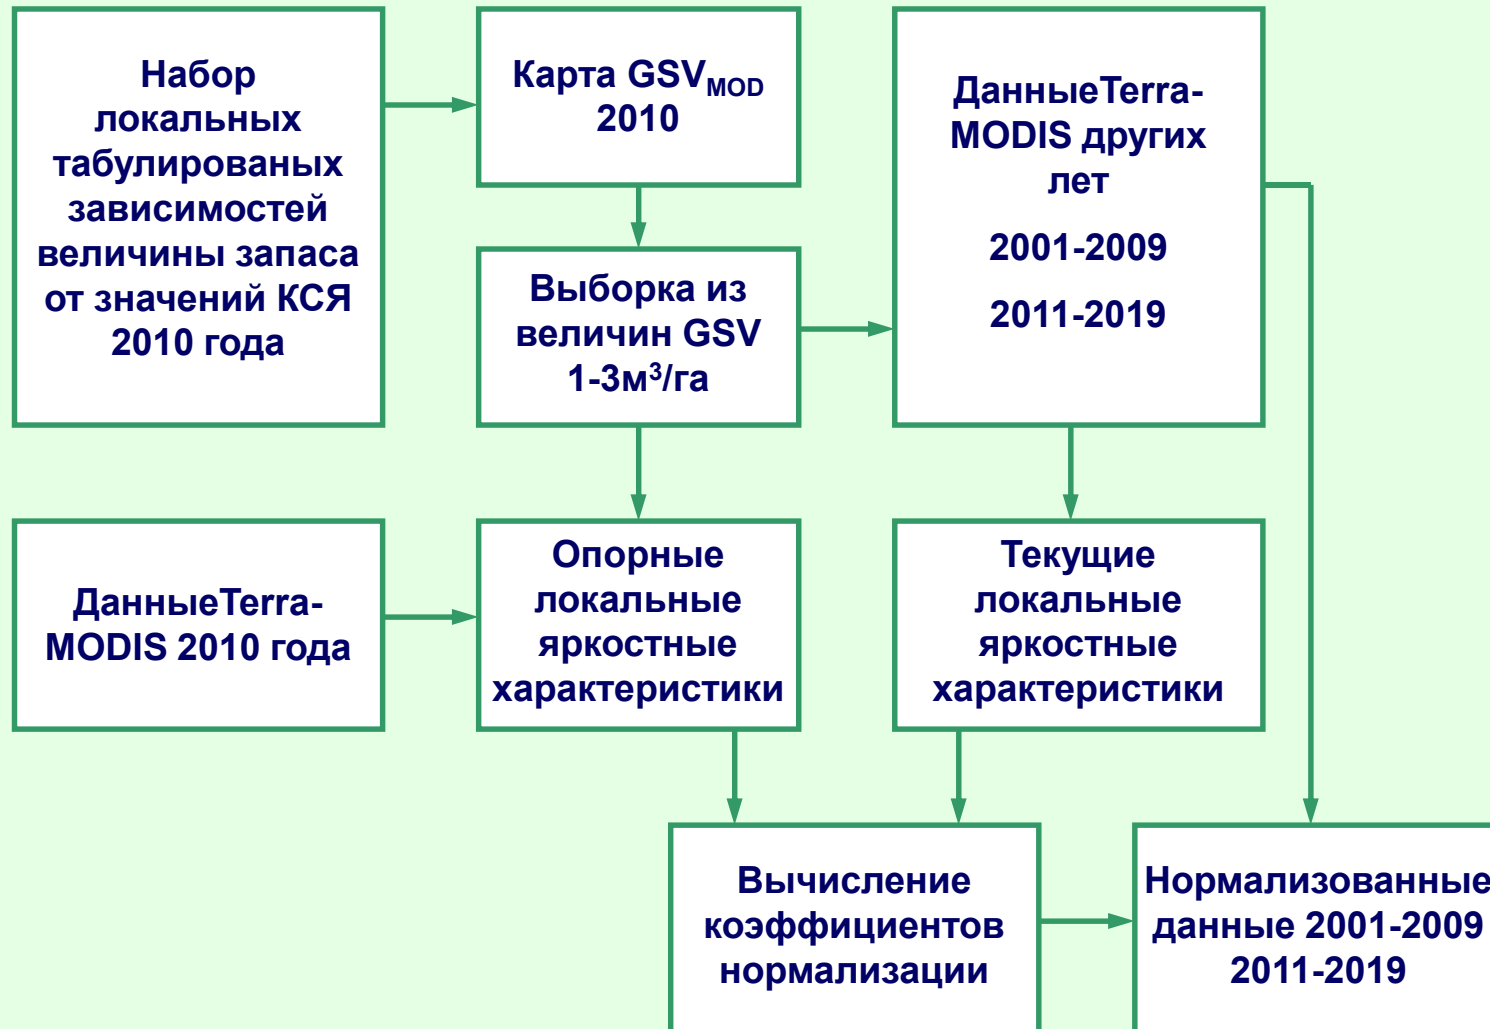 Набор
локальных
табулированых
зависимостей
величины запаса
от значений КСЯ
2010 года
Карта GSVMOD
2010
ДанныеTerra-
MODIS других
лет
2001-2009
2011-2019
Выборка из
величин GSV
1-3м³/га
ДанныеTerra-
MODIS 2010 года
Опорные
локальные
яркостные
характеристики
Текущие
локальные
яркостные
характеристики
Вычисление
коэффициентов
нормализации
Нормализованные
данные 2001-2009
2011-2019